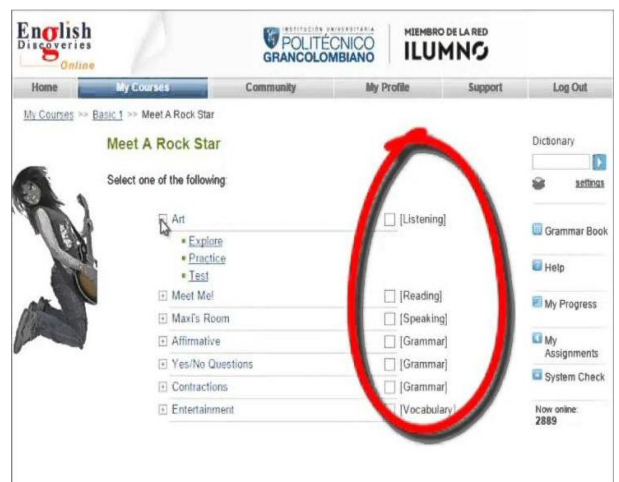 English
Discoveries
Online
INSTITUCIÓN UNIVERSITARIA
POLITÉCNICO
GRANCOLOMBIANO
MIEMBRO DE LA RED
ILUMNO
Home My Courses Community My Profile Support Log Out
My Courses >> Basic 1 >> Meet A Rock Star
Meet A Rock Star
Select one of the following:
Art [Listening]
Explore
Practice
Test
Meet Me! [Reading]
Maxi's Room [Speaking]
Affirmative [Grammar]
Yes/No Questions [Grammar]
Contractions [Grammar]
Entertainment [Vocabulary]
Dictionary
settings
Grammar Book
Help
My Progress
My
Assignments
System Check
Now online:
2889